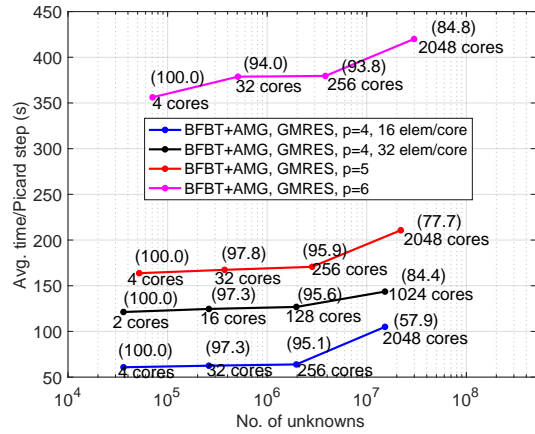 Avg. time/Picard step (s)
450
400
350
300
250
200
150
100
50
(100.0)
(94.0)
(93.8)
(84.8)
4 cores
32 cores
256 cores
2048 cores
BFBT+AMG, GMRES, p=4, 16 elem/core
BFBT+AMG, GMRES, p=4, 32 elem/core
BFBT+AMG, GMRES, p=5
BFBT+AMG, GMRES, p=6
(100.0)
(97.8)
(95.9)
(77.7)
4 cores
32 cores
256 cores
2048 cores
(100.0)
(97.3)
(95.6)
(84.4)
2 cores
16 cores
128 cores
1024 cores
(100.0)
(97.3)
(95.1)
(57.9)
4 cores
32 cores
256 cores
2048 cores
10^4
10^5
10^6
10^7
10^8
No. of unknowns